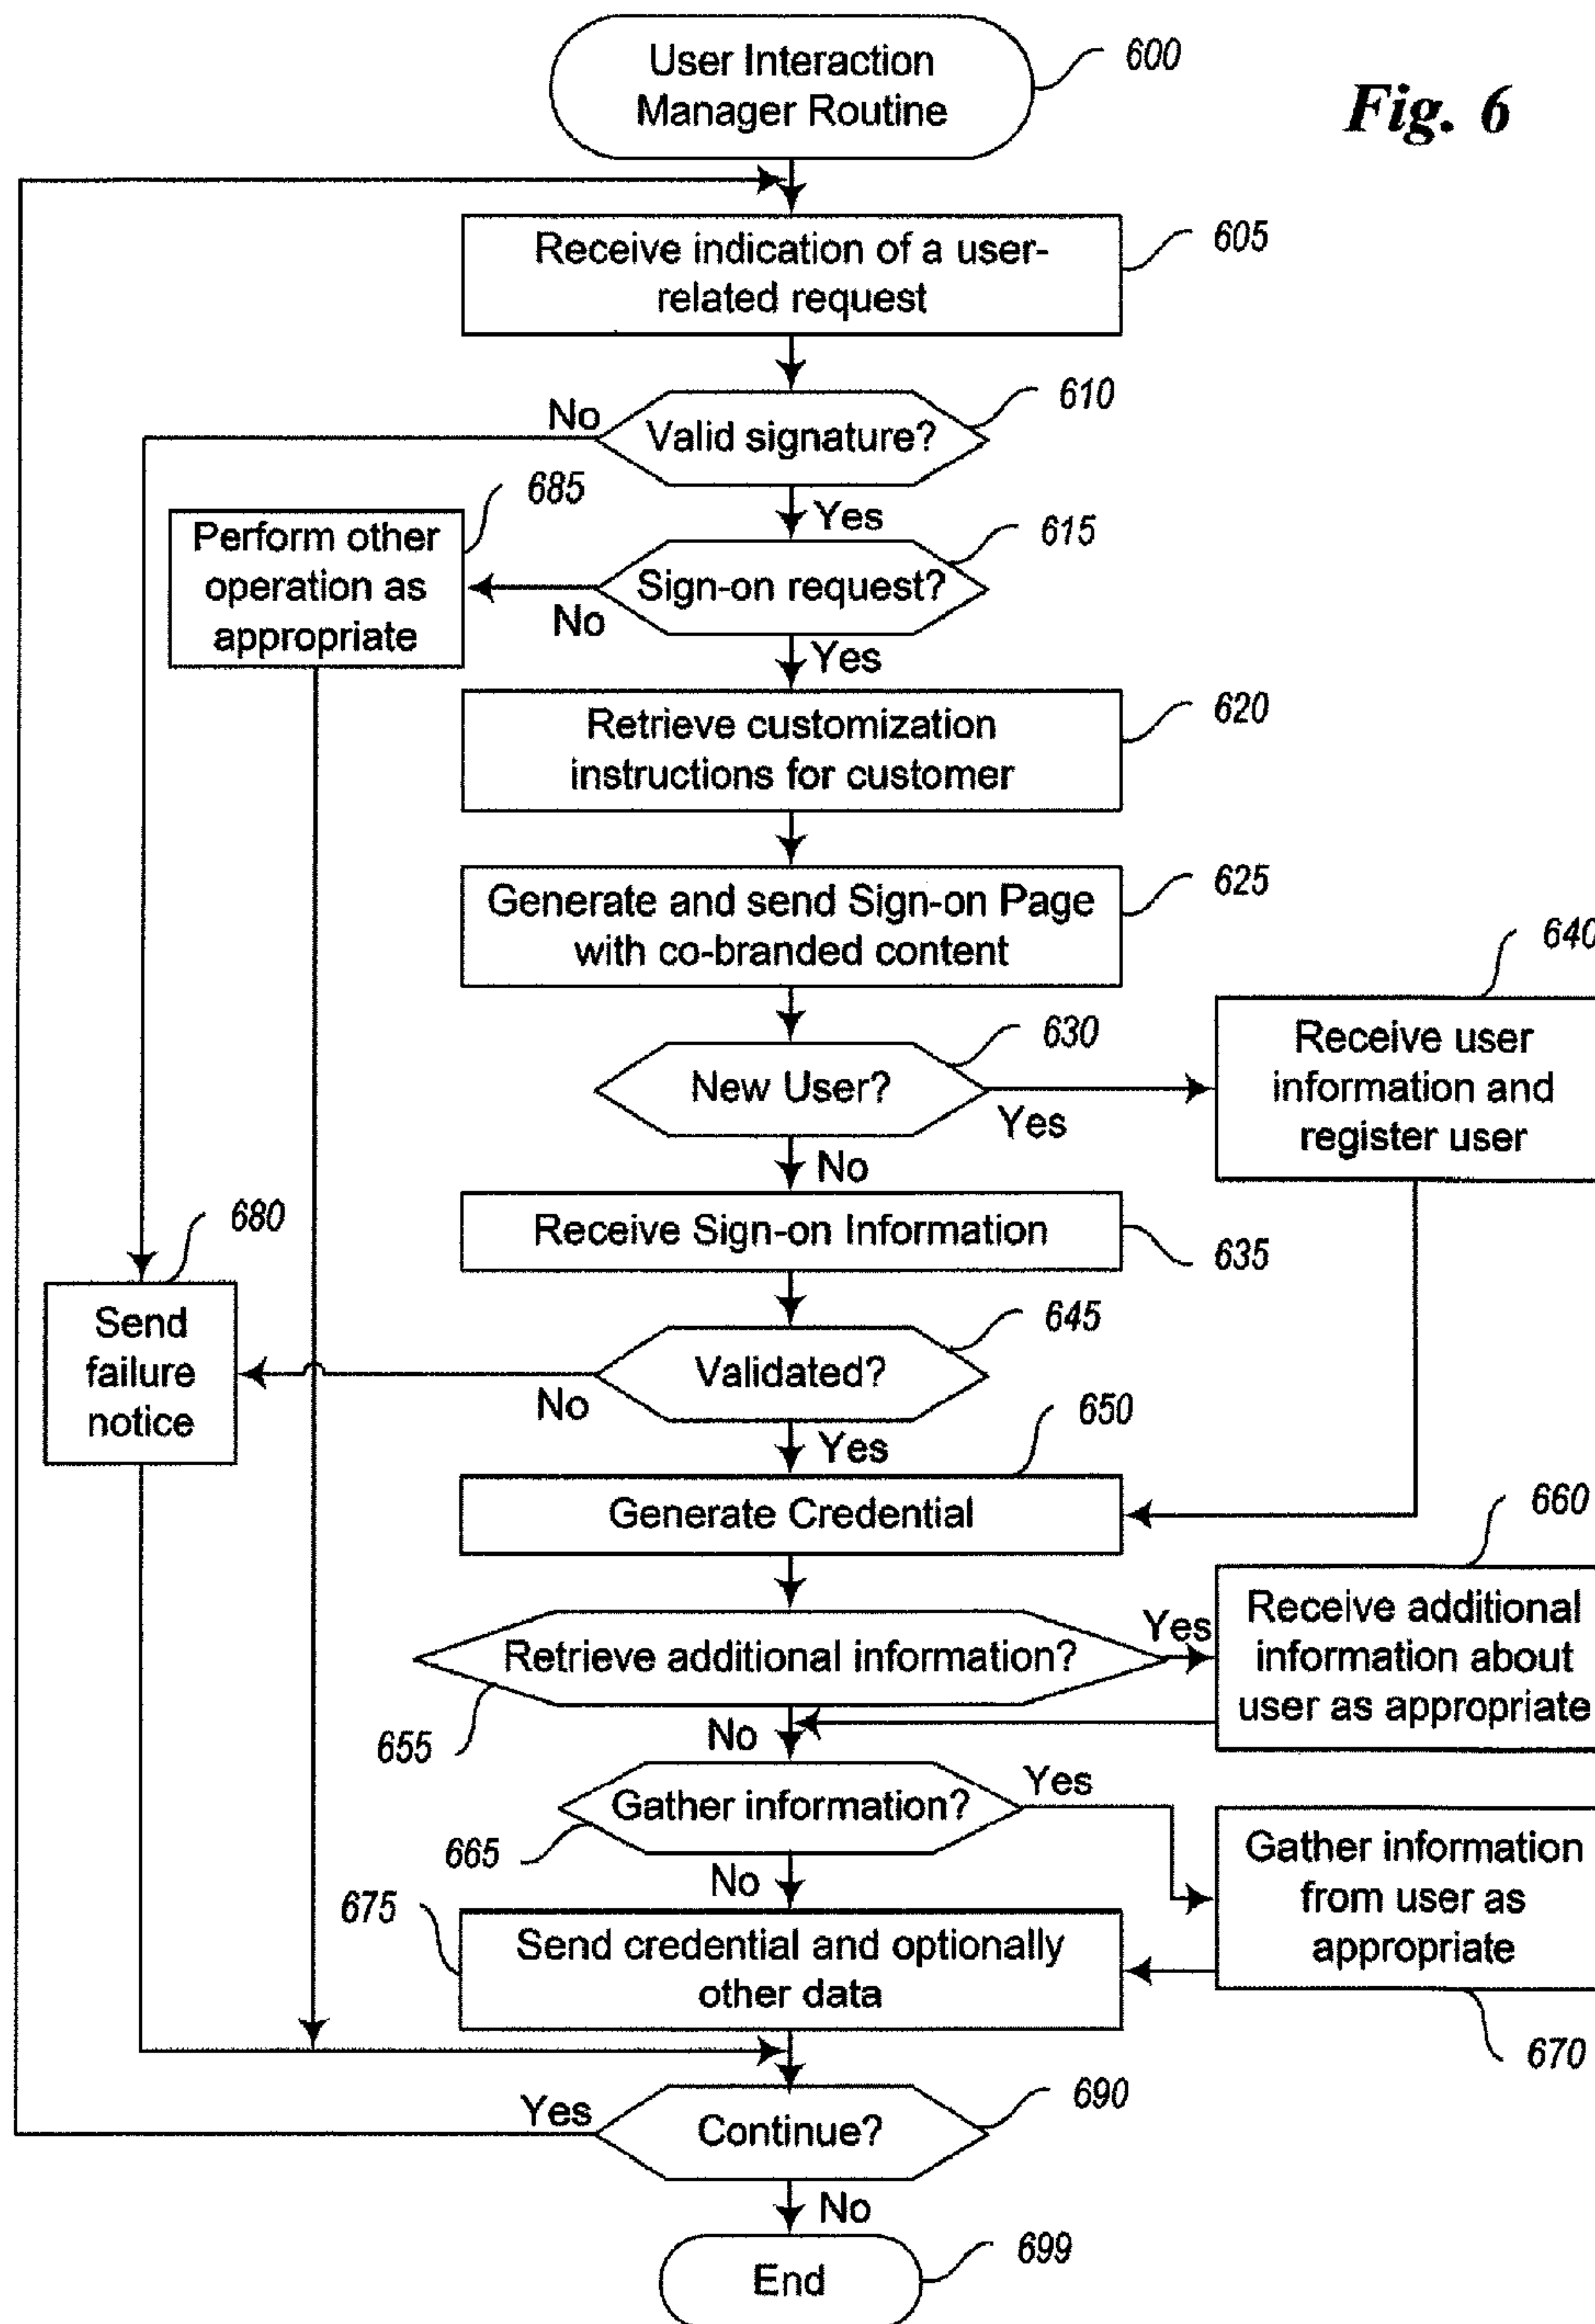 User Interaction
Manager Routine
600
Fig. 6
Receive indication of a user-
related request
605
Valid signature?
610
No
Yes
685
Perform other
operation as
appropriate
Sign-on request?
615
No
Yes
Retrieve customization
instructions for customer
620
Generate and send Sign-on Page
with co-branded content
625
New User?
630
Yes
640
Receive user
information and
register user
No
Receive Sign-on Information
635
680
Send
failure
notice
Validated?
645
No
Yes
650
Generate Credential
Retrieve additional information?
655
Yes
660
Receive additional
information about
user as appropriate
No
Gather information?
665
Yes
Gather information
from user as
appropriate
670
No
675
Send credential and optionally
other data
Continue?
690
Yes
No
End
699